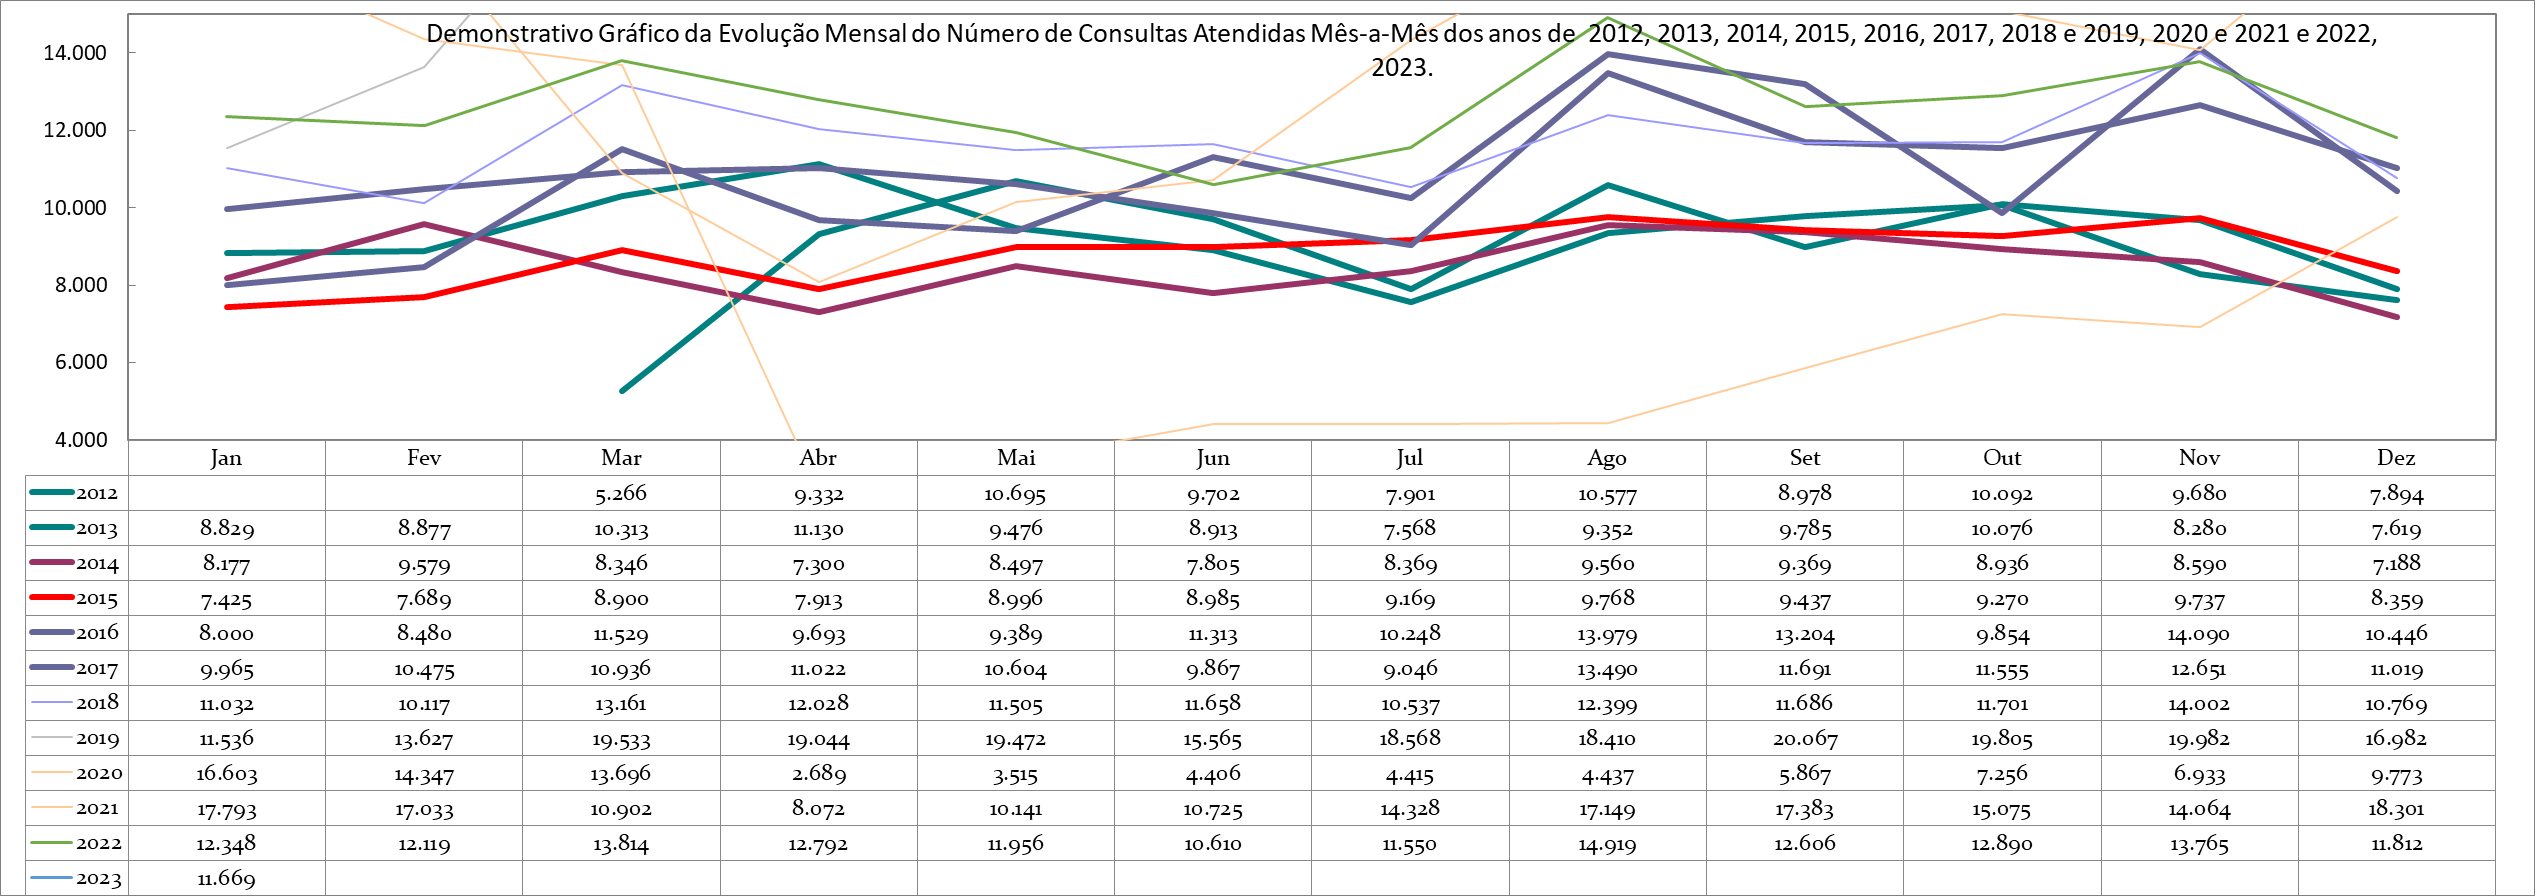 Demonstrativo Gráfico da Evolução Mensal do Número de Consultas Atendidas Mês-a-Mês dos anos de 2012, 2013, 2014, 2015, 2016, 2017, 2018 e 2019, 2020 e 2021 e 2022,
2023.
14.000
12.000
10.000
8.000
6.000
4.000
Jan Fev Mar Abr Mai Jun Jul Ago Set Out Nov Dez
2012 5.266 9.332 10.695 9.702 7.901 10.577 8.978 10.092 9.680 7.894
2013 8.829 8.877 10.313 11.130 9.476 8.913 7.568 9.352 9.785 10.076 8.280 7.619
2014 8.177 9.579 8.346 7.300 8.497 7.805 8.369 9.560 9.369 8.936 8.590 7.188
2015 7.425 7.689 8.900 7.913 8.996 8.985 9.169 9.768 9.437 9.270 9.737 8.359
2016 8.000 8.480 11.529 9.693 9.389 11.313 10.248 13.979 13.204 9.854 14.090 10.446
2017 9.965 10.475 10.936 11.022 10.604 9.867 9.046 13.490 11.691 11.555 12.651 11.019
2018 11.032 10.117 13.161 12.028 11.505 11.658 10.537 12.399 11.686 11.701 14.002 10.769
2019 11.536 13.627 19.533 19.044 19.472 15.565 18.568 18.410 20.067 19.805 19.982 16.982
2020 16.603 14.347 13.696 2.689 3.515 4.406 4.415 4.437 5.867 7.256 6.933 9.773
2021 17.793 17.033 10.902 8.072 10.141 10.725 14.328 17.149 17.383 15.075 14.064 18.301
2022 12.348 12.119 13.814 12.792 11.956 10.610 11.550 14.919 12.606 12.890 13.765 11.812
2023 11.669